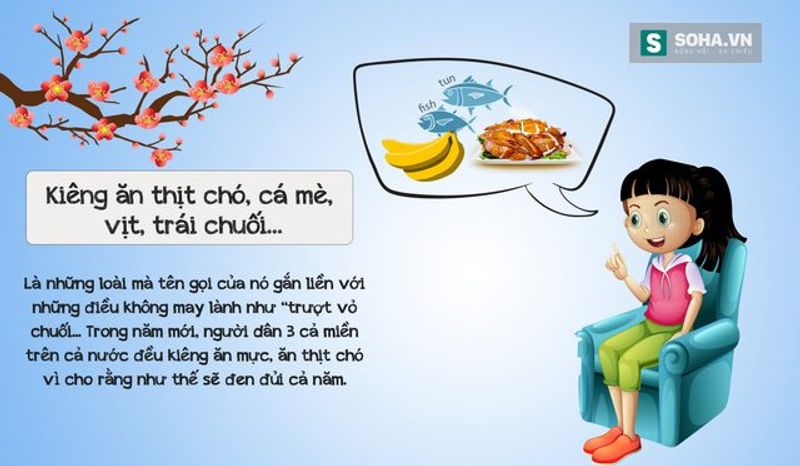 SOHA.VN
tun
fish
Kiêng ăn thịt chó, cá mè,
vịt, trái chuối...
Là những loài mà tên gọi của nó gắn liền với
những điều không may lành như "trượt vỏ
chuối... Trong năm mới, người dân 3 cả miền
trên cả nước đều kiêng ăn mực, ăn thịt chó
vì cho rằng như thế sẽ đen đủi cả năm.